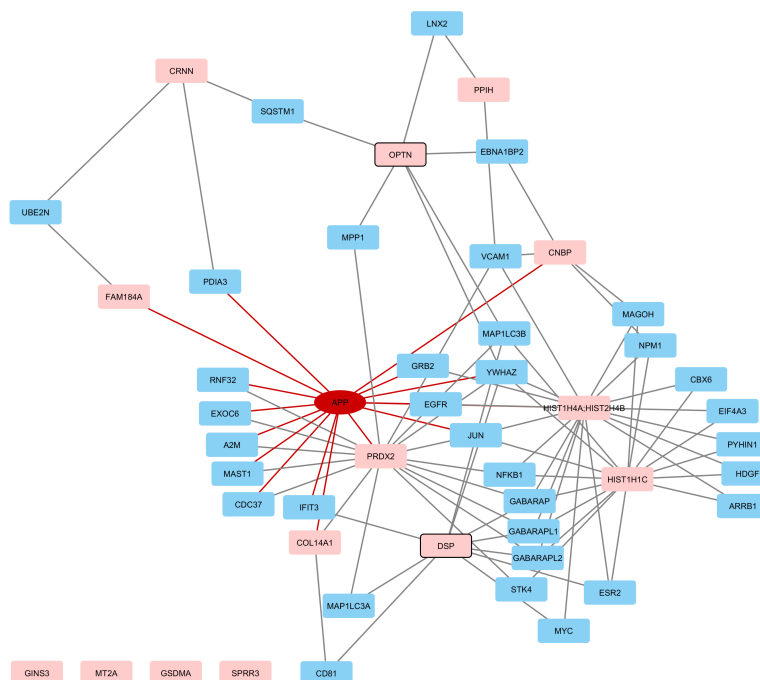 LNX2
CRNN
PPIH
SQSTM1
OPTN
EBNA1BP2
UBE2N
MPP1
VCAM1
CNBP
PDIA3
FAM184A
MAGOH
MAP1LC3B
NPM1
GRB2
YWHAZ
RNF32
CBX6
APP
EGFR
HIST1H4A;HIST2H4B
EXOC6
EIF4A3
A2M
JUN
PYHIN1
PRDX2
MAST1
NFKB1
HIST1H1C
HDGF
CDC37
IFIT3
GABARAP
ARRB1
GABARAPL1
COL14A1
DSP
GABARAPL2
STK4
ESR2
MAP1LC3A
MYC
GINS3
MT2A
GSDMA
SPRR3
CD81